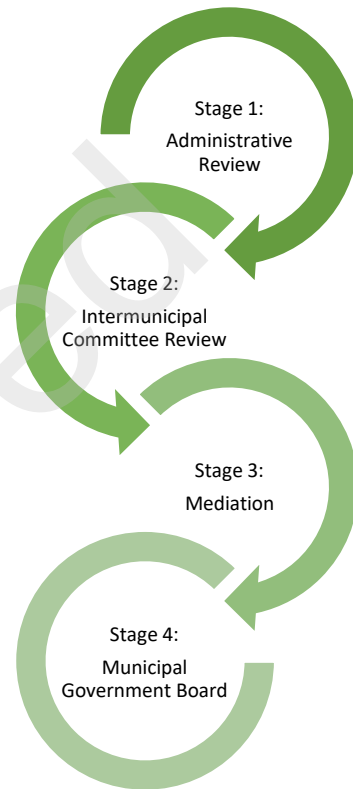 Stage 1:
Administrative
Review
Stage 2:
Intermunicipal
Committee Review
Stage 3:
Mediation
Stage 4:
Municipal
Government Board